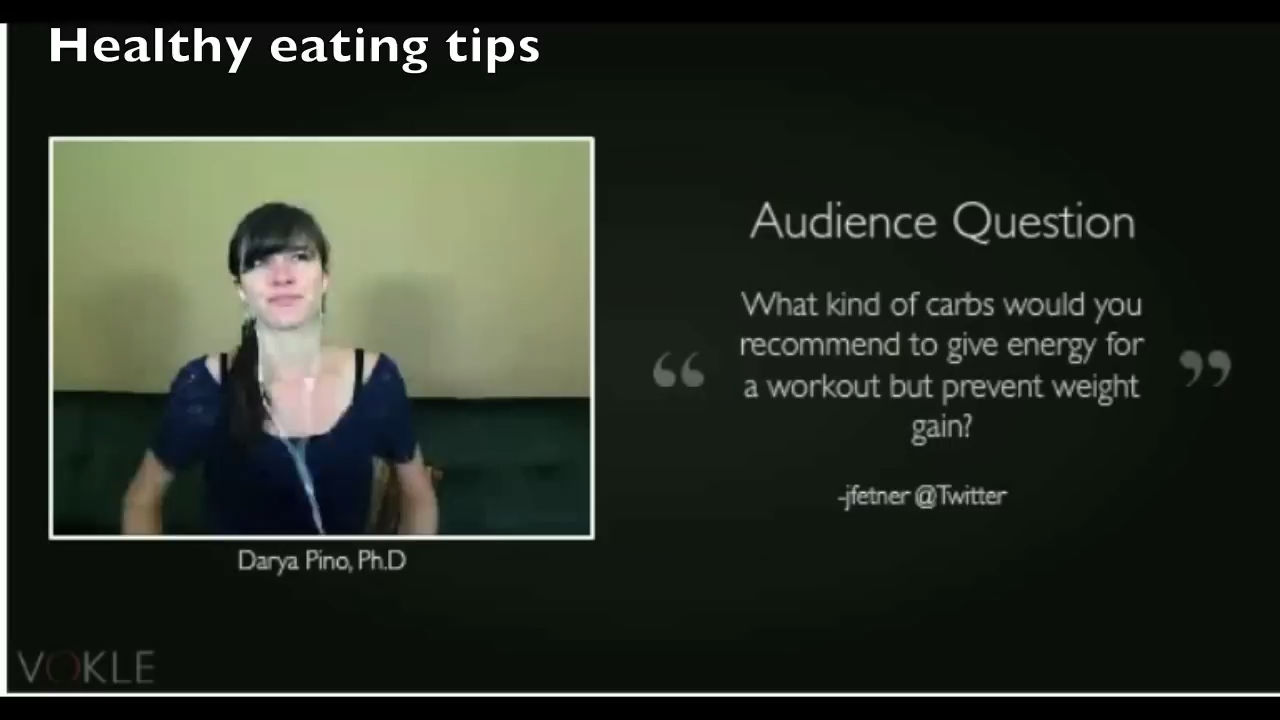 Healthy eating tips
Audience Question
“ What kind of carbs would you
recommend to give energy for
a workout but prevent weight
gain? ”
-jfetner @Twitter
Darya Pino, Ph.D
VOKLE